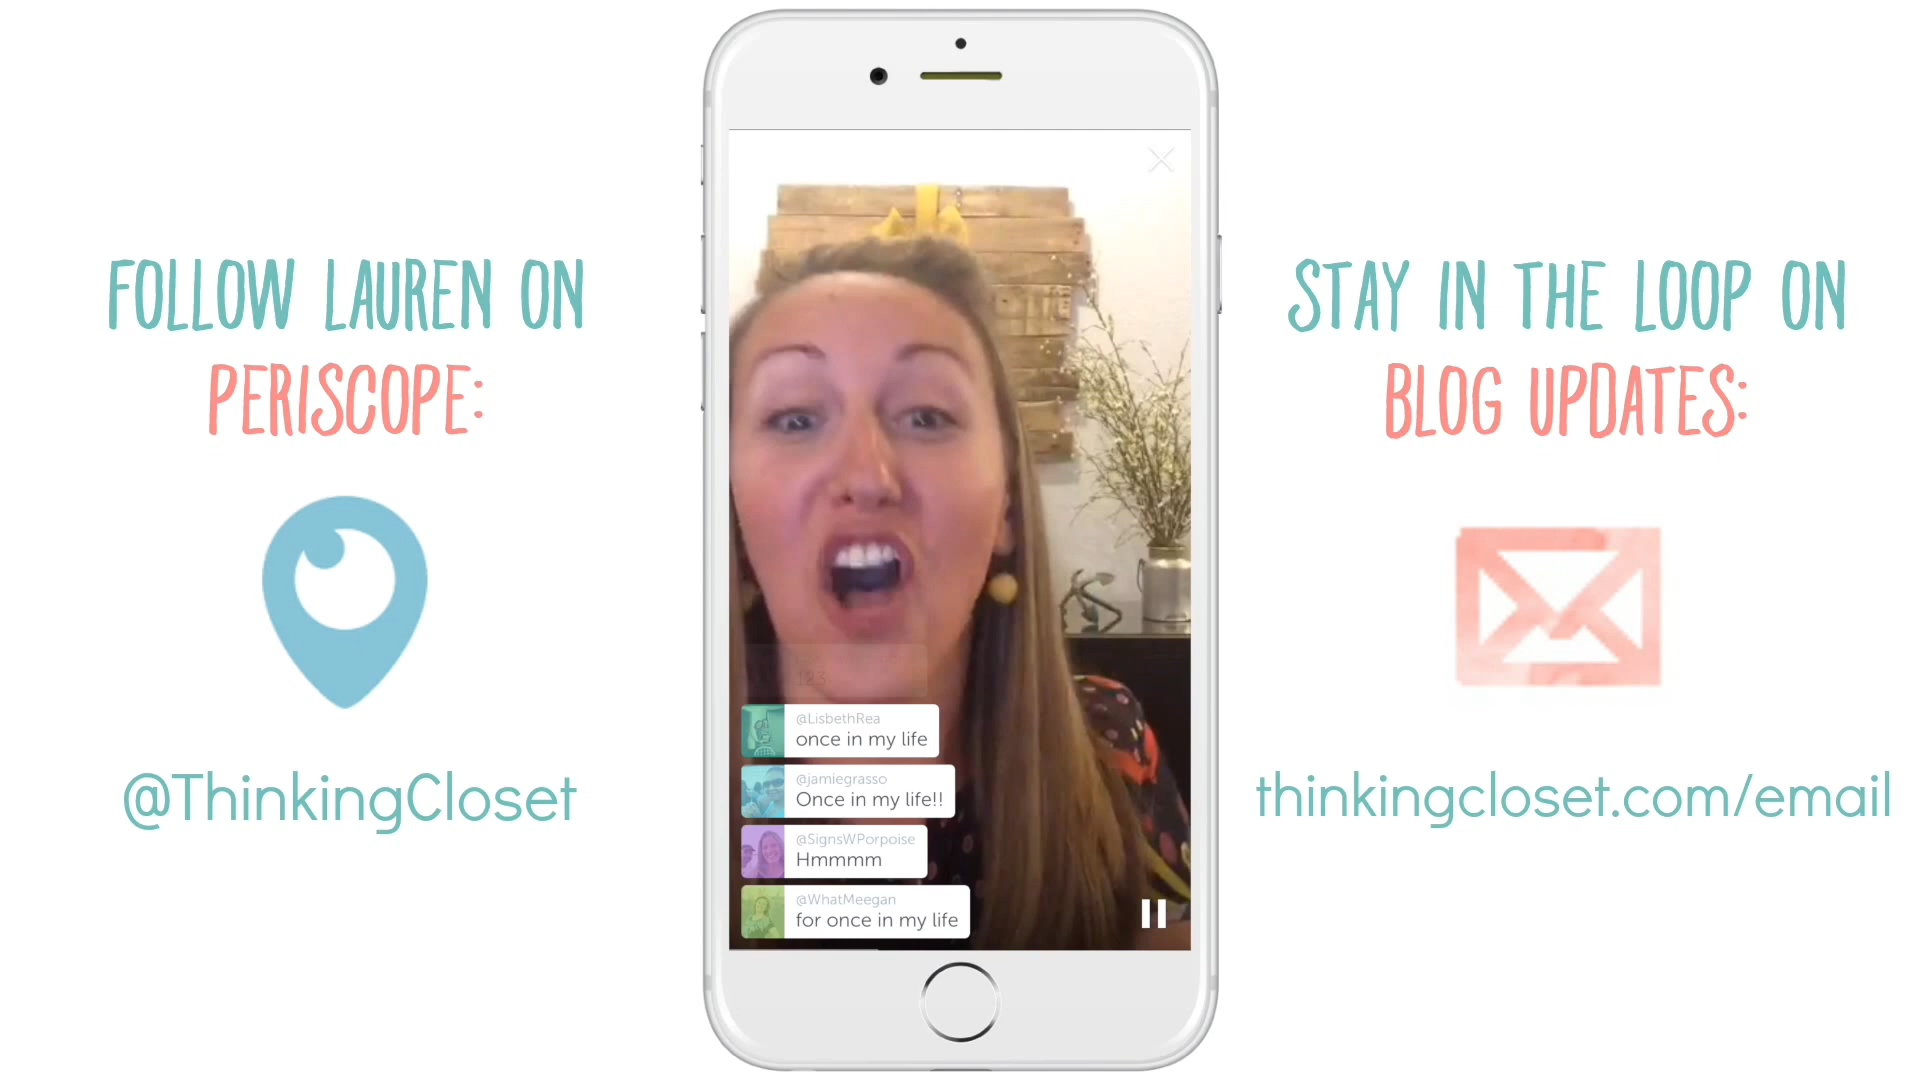 FOLLOW LAUREN ON
PERISCOPE:
@ThinkingCloset
123
@LisbethRea
once in my life
@jamiegrasso
Once in my life!!
@SignsWPorpoise
Hmmmm
@WhatMeegan
for once in my life
STAY IN THE LOOP ON
BLOG UPDATES:
thinkingcloset.com/email